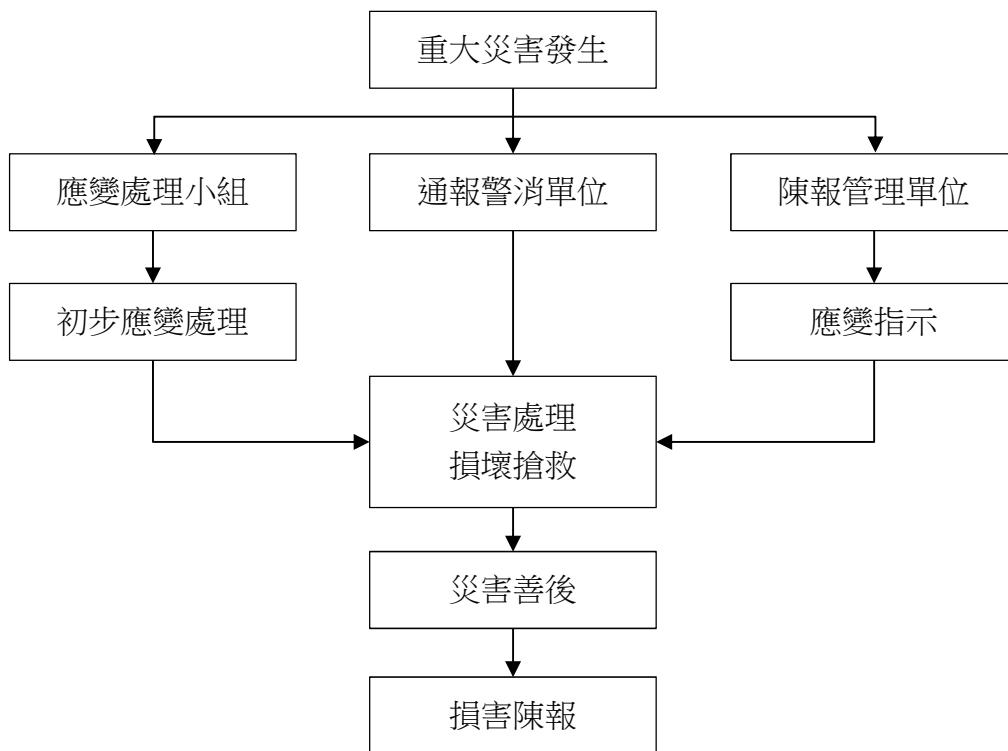 重大災害發生
應變處理小組
通報警消單位
陳報管理單位
初步應變處理
應變指示
災害處理
損壞搶救
災害善後
損害陳報